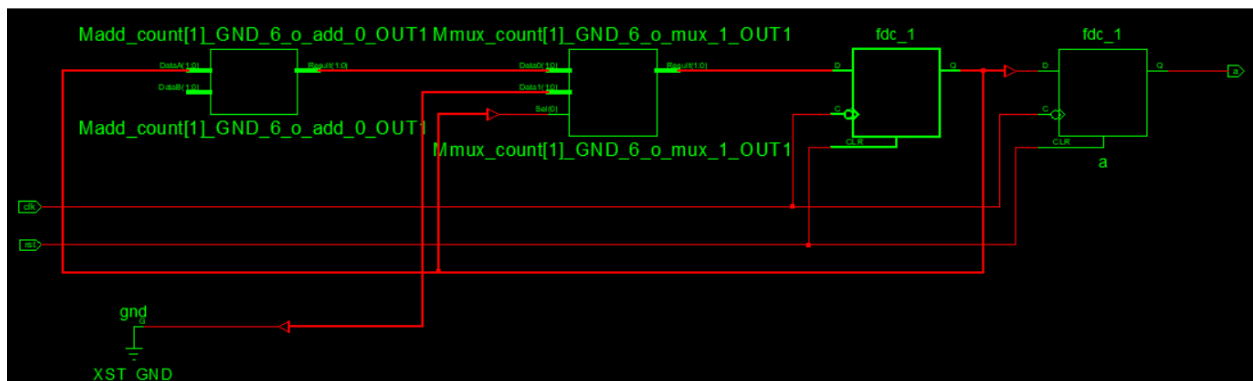 Madd_count[1]_GND_6_o_add_0_OUT1
Mmux_count[1]_GND_6_o_mux_1_OUT1
fdc_1
fdc_1
DataA(1:0)
Result(1:0)
DataB(1:0)
Data0(1:0)
Result(1:0)
Data1(1:0)
Sel(0)
D
Q
C
CLR
D
Q
C
CLR
a
Madd_count[1]_GND_6_o_add_0_OUT1
Mmux_count[1]_GND_6_o_mux_1_OUT1
a
clk
rst
gnd
G
XST_GND